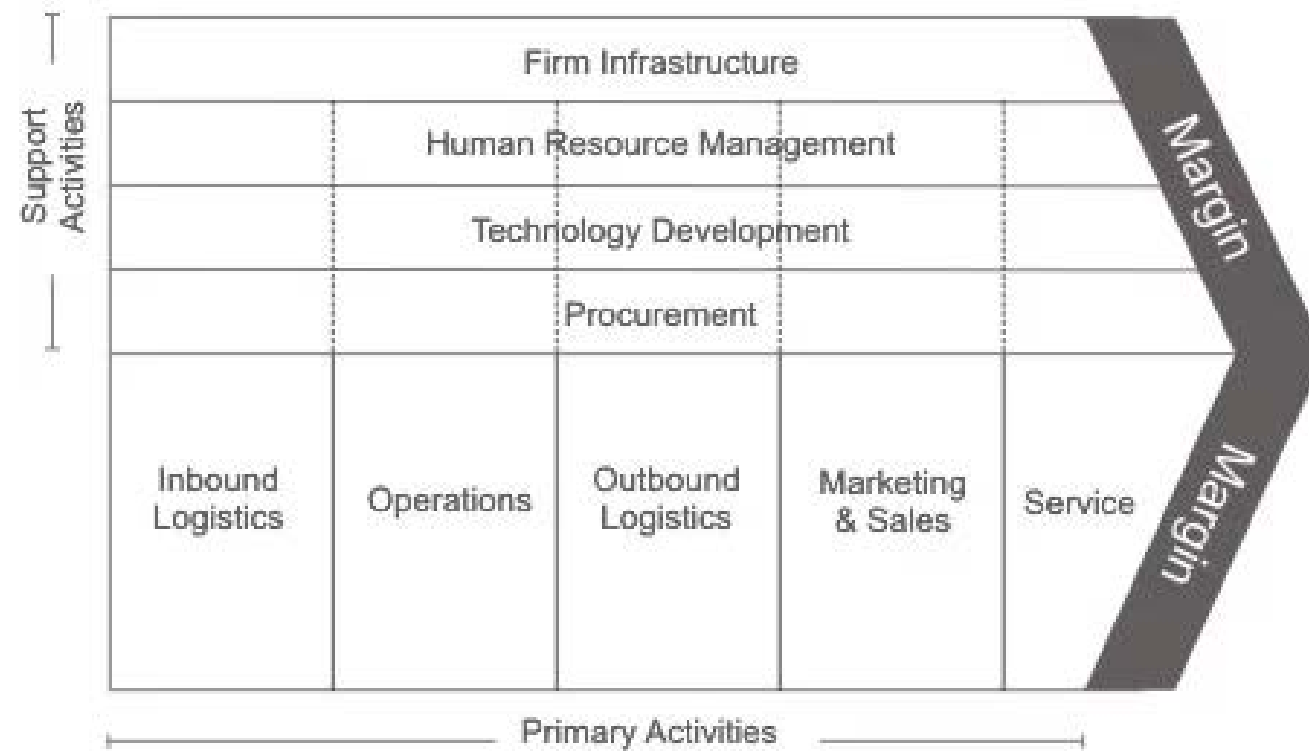 Support
Activities
Firm Infrastructure
Human Resource Management
Technology Development
Procurement
Margin
Inbound
Logistics
Operations
Outbound
Logistics
Marketing
& Sales
Service
Margin
Primary Activities